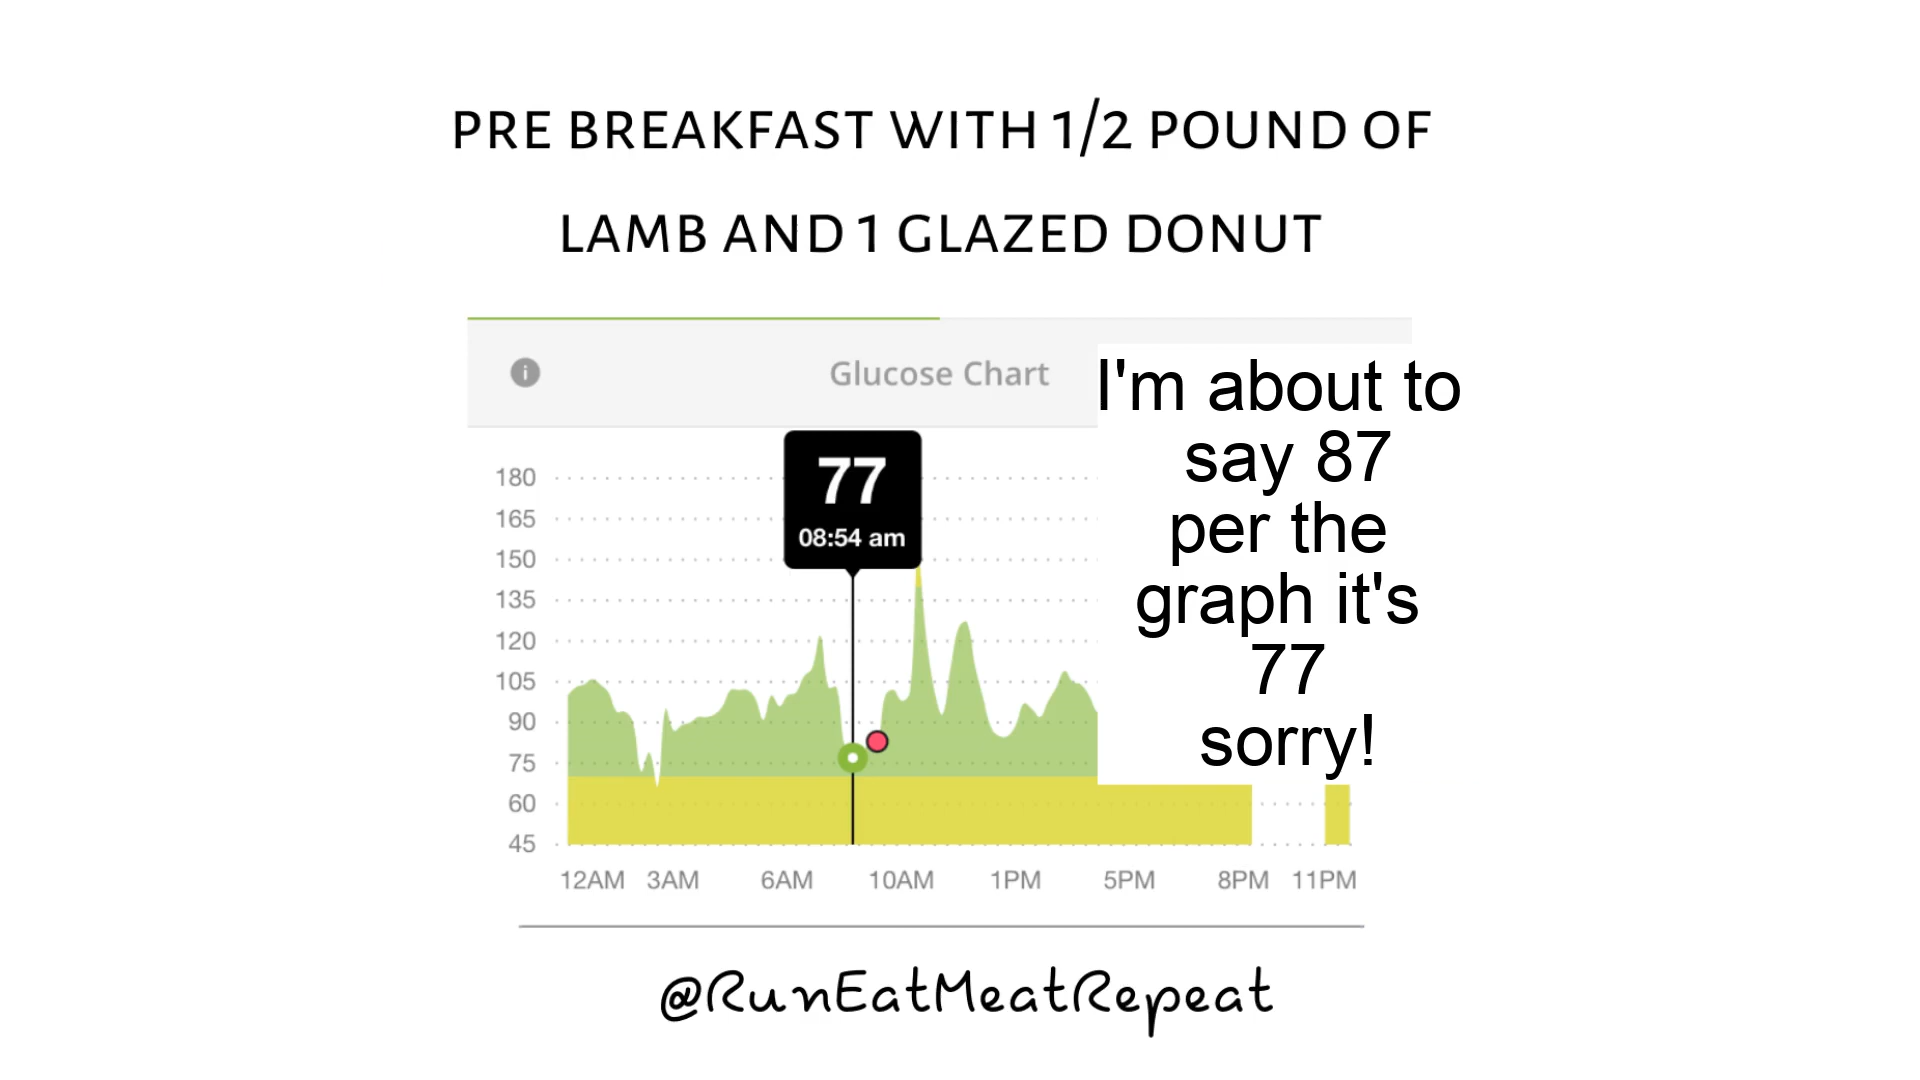 PRE BREAKFAST WITH 1/2 POUND OF
LAMB AND 1 GLAZED DONUT
i
Glucose Chart
I'm about to
say 87
per the
graph it's
77
sorry!
77
08:54 am
180
165
150
135
120
105
90
75
60
45
12AM 3AM 6AM 10AM 1PM 5PM 8PM 11PM
@RunEatMeatRepeat